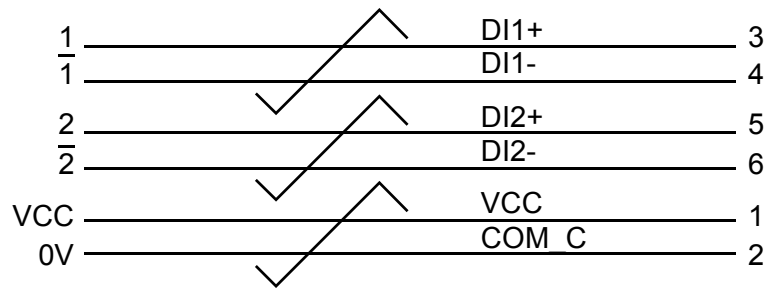 1 DI1+ 3
1̅ DI1- 4
2 DI2+ 5
2̅ DI2- 6
VCC VCC 1
0V COM_C 2